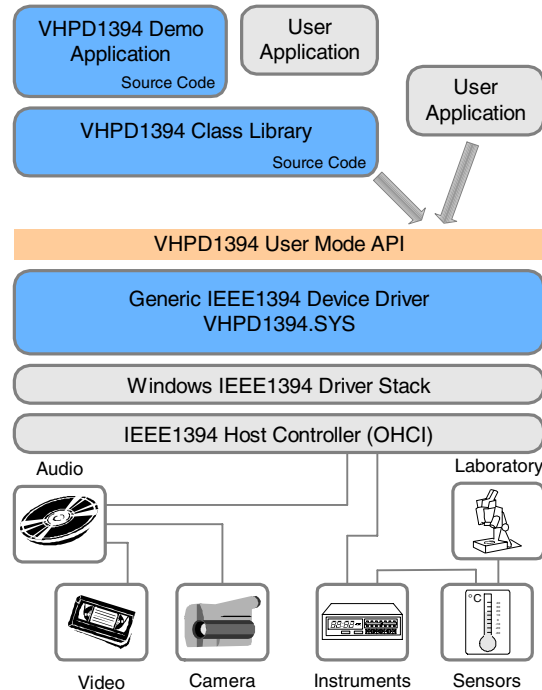 VHPD1394 Demo
Application
Source Code
User
Application
User
Application
VHPD1394 Class Library
Source Code
VHPD1394 User Mode API
Generic IEEE1394 Device Driver
VHPD1394.SYS
Windows IEEE1394 Driver Stack
IEEE1394 Host Controller (OHCI)
Audio
Laboratory
°C
Video
Camera
Instruments
Sensors